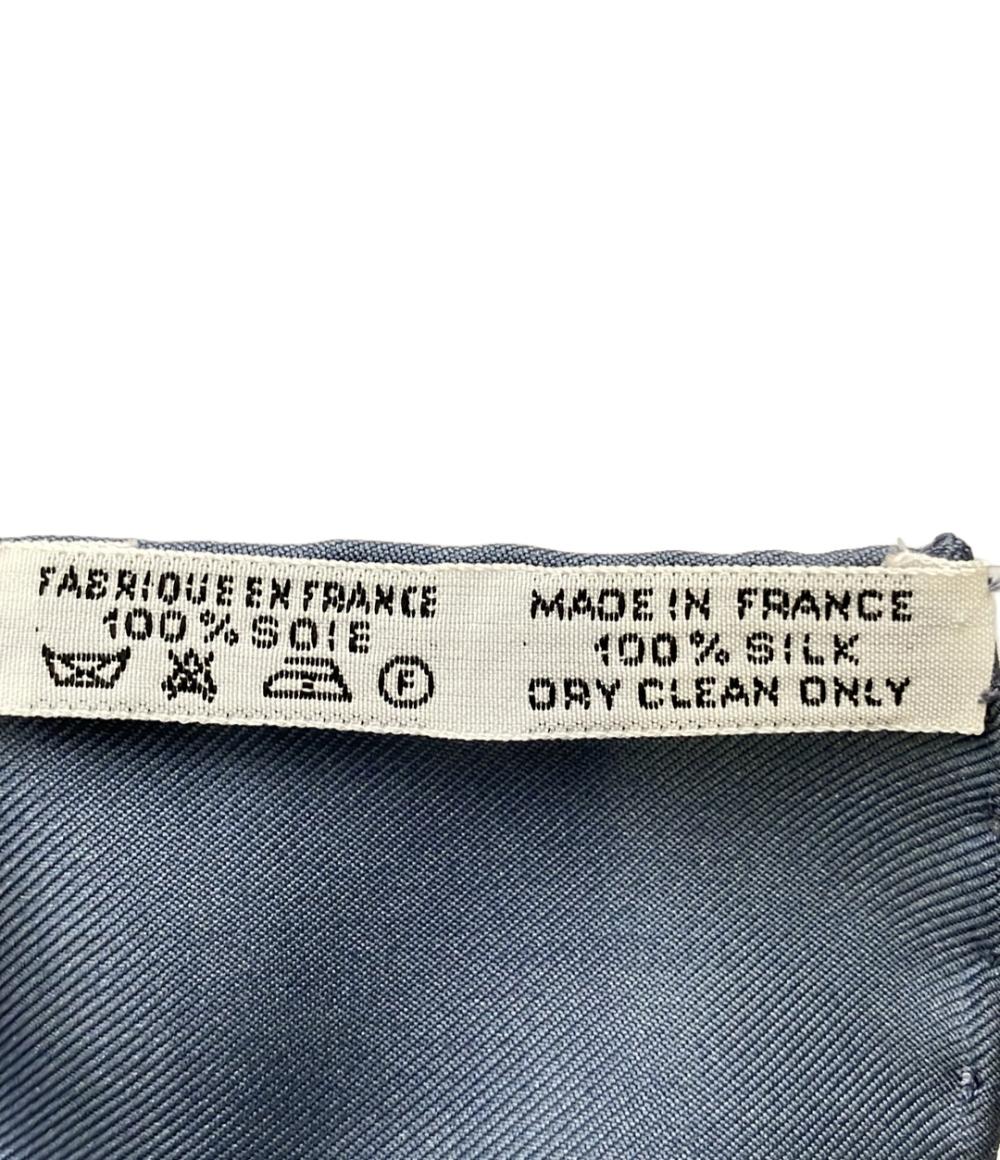 FABRIQUE EN FRANCE
100% SOIE
F
MADE IN FRANCE
100% SILK
DRY CLEAN ONLY